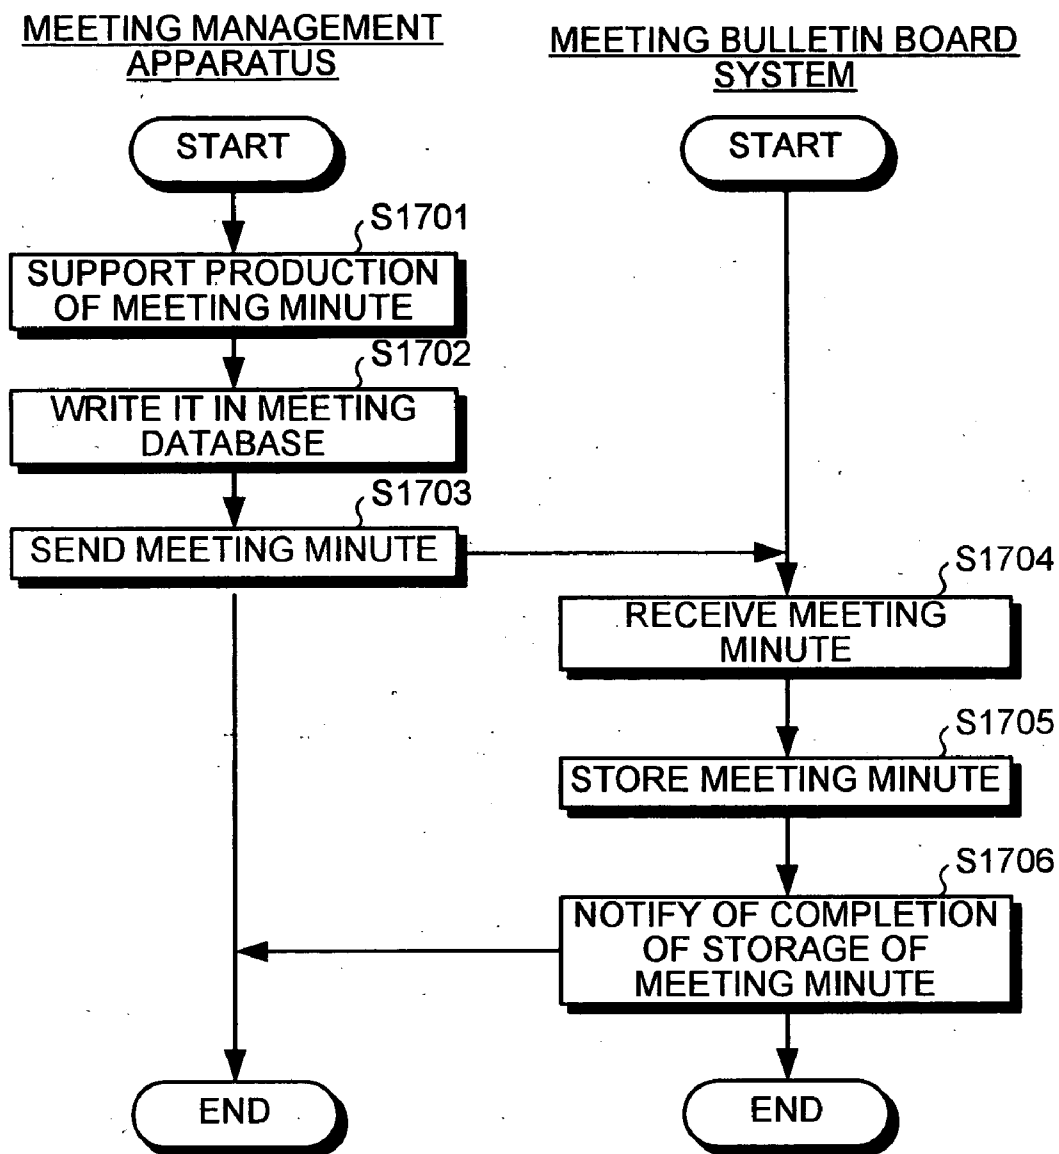 MEETING MANAGEMENT
APPARATUS
START
S1701
SUPPORT PRODUCTION
OF MEETING MINUTE
S1702
WRITE IT IN MEETING
DATABASE
S1703
SEND MEETING MINUTE
END
MEETING BULLETIN BOARD
SYSTEM
START
S1704
RECEIVE MEETING
MINUTE
S1705
STORE MEETING MINUTE
S1706
NOTIFY OF COMPLETION
OF STORAGE OF
MEETING MINUTE
END